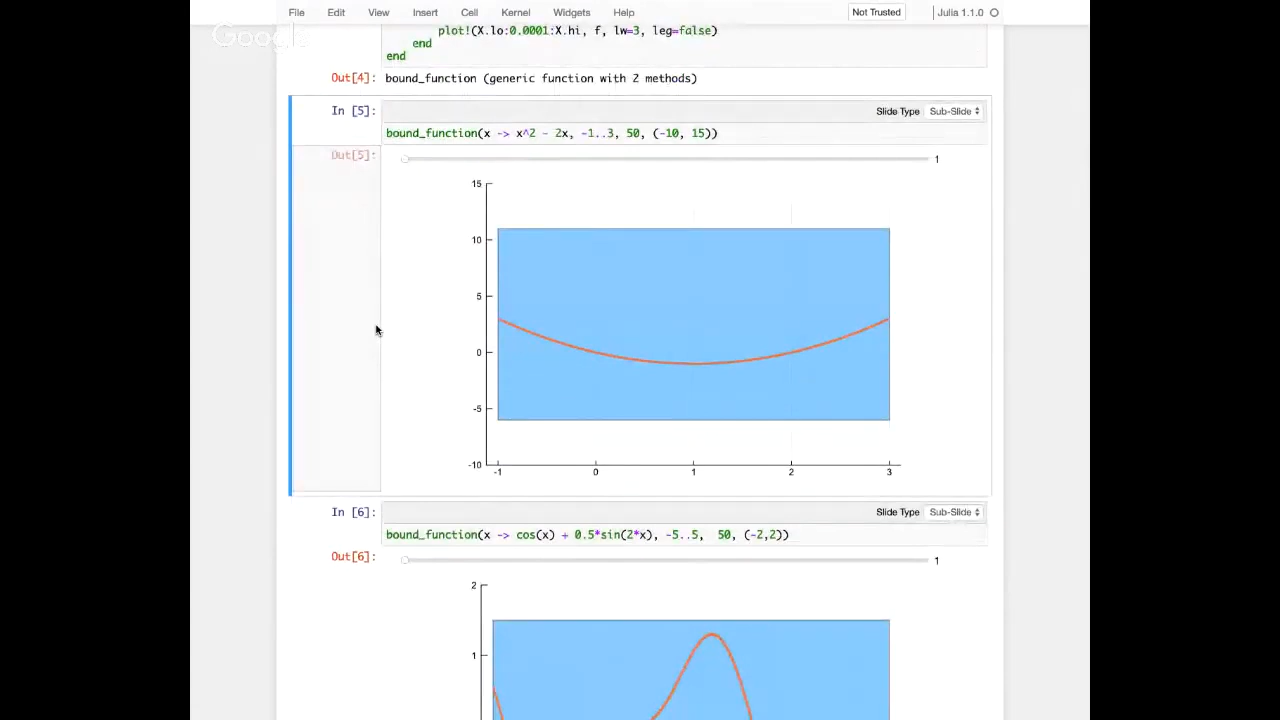 File Edit View Insert Cell Kernel Widgets Help Not Trusted Julia 1.1.0
Google
plot!(X.lo:0.0001:X.hi, f, lw=3, leg=false)
end
end
Out[4]: bound_function (generic function with 2 methods)
In [5]: Slide Type Sub-Slide
bound_function(x -> x^2 - 2x, -1..3, 50, (-10, 15))
Out[5]: 1
15
10
5
0
-5
-10
-1 0 1 2 3
In [6]: Slide Type Sub-Slide
bound_function(x -> cos(x) + 0.5*sin(2*x), -5..5, 50, (-2,2))
Out[6]: 1
2
1